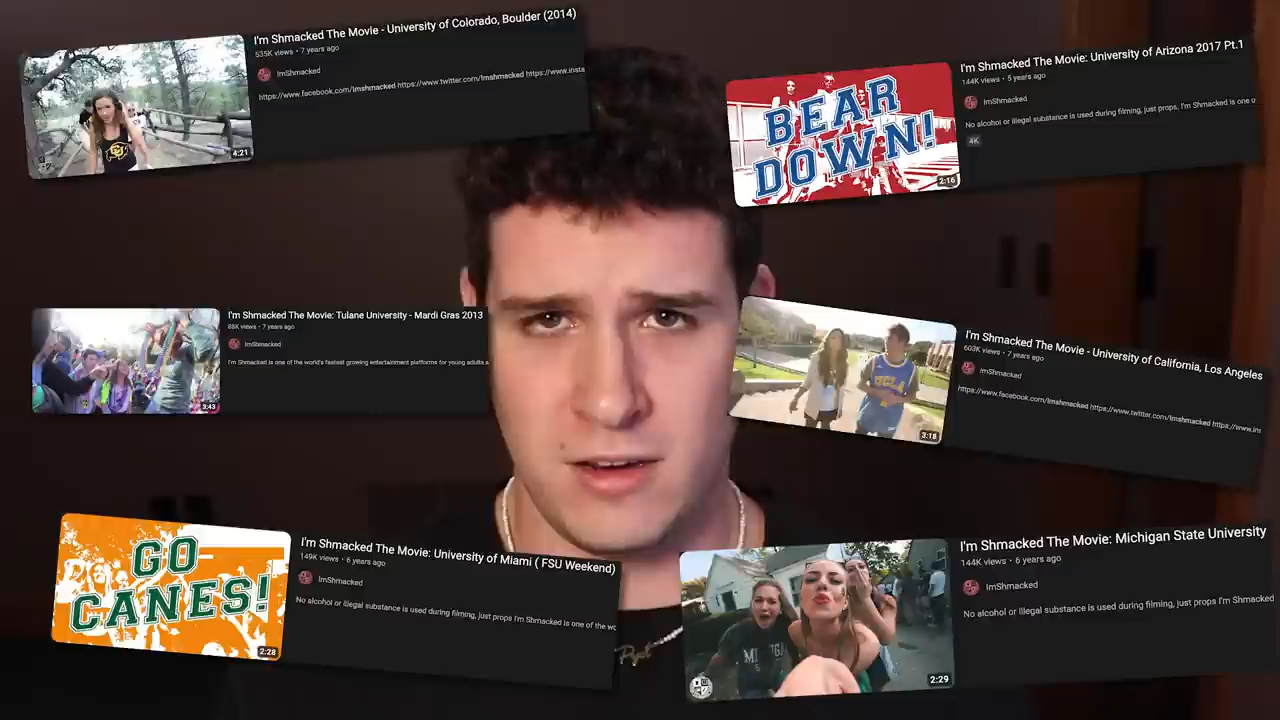 I'm Shmacked The Movie - University of Colorado, Boulder (2014)
535K views • 7 years ago
ImShmacked
https://www.facebook.com/Imshmacked https://www.twitter.com/Imshmacked https://www.insta
4:21
I'm Shmacked The Movie: University of Arizona 2017 Pt.1
144K views • 5 years ago
ImShmacked
No alcohol or illegal substance is used during filming, just props, I'm Shmacked is one o
4K
BEAR
DOWN!
2:16
I'm Shmacked The Movie: Tulane University - Mardi Gras 2013
88K views • 7 years ago
ImShmacked
I'm Shmacked is one of the world's fastest growing entertainment platforms for young adults
3:43
I'm Shmacked The Movie - University of California, Los Angeles
603K views • 7 years ago
ImShmacked
https://www.facebook.com/Imshmacked https://www.twitter.com/Imshmacked https://www.ins
UCLA
3:18
I'm Shmacked The Movie: University of Miami ( FSU Weekend)
149K views • 6 years ago
ImShmacked
No alcohol or illegal substance is used during filming, just props I'm Shmacked is one of the wo
GO
CANES!
2:28
I'm Shmacked The Movie: Michigan State University
144K views • 6 years ago
ImShmacked
No alcohol or illegal substance is used during filming, just props I'm Shmacked
2:29